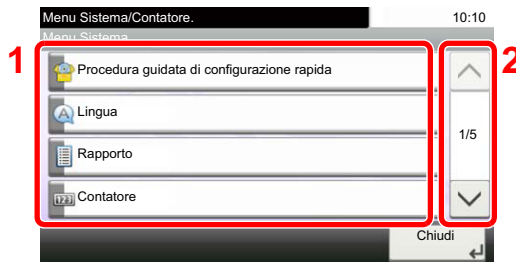 Menu Sistema/Contatore. 10:10
Menu Sistema
1 2
Procedura guidata di configurazione rapida
Lingua
1/5
Rapporto
123 Contatore
Chiudi